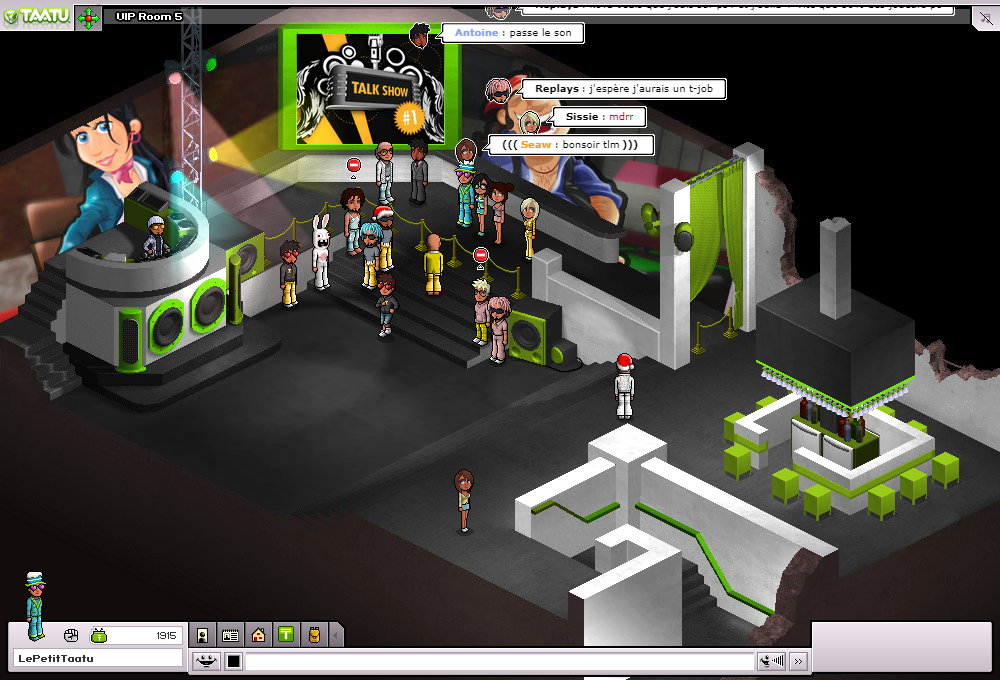 TAATU
VIP Room 5
Antoine : passe le son
TALK SHOW
#1
Replays : j'espère j'aurais un t-job
Sissie : mdrr
((( Seaw : bonsoir tlm )))
1915
T
LePetitTaatu
>>